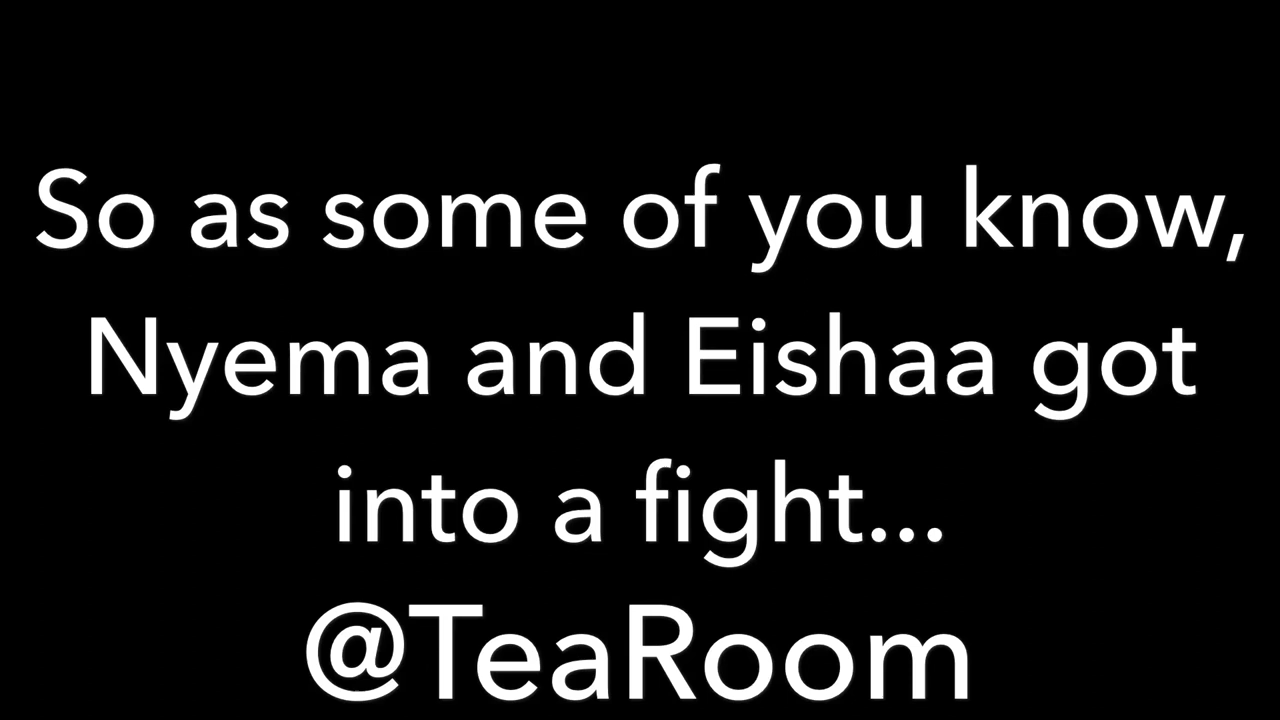 So as some of you know,
Nyema and Eishaa got
into a fight...
@TeaRoom